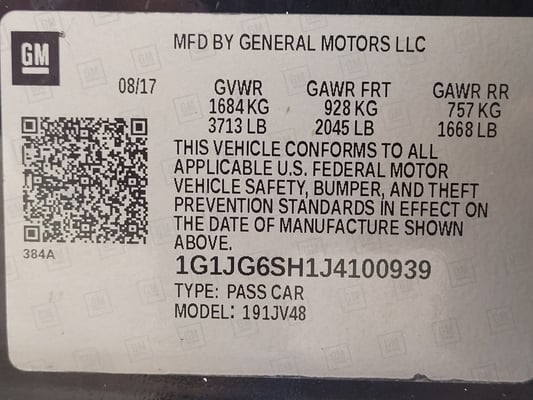 GM
MFD BY GENERAL MOTORS LLC
08/17 GVWR GAWR FRT GAWR RR
1684 KG 928 KG 757 KG
3713 LB 2045 LB 1668 LB
THIS VEHICLE CONFORMS TO ALL
APPLICABLE U.S. FEDERAL MOTOR
VEHICLE SAFETY, BUMPER, AND THEFT
PREVENTION STANDARDS IN EFFECT ON
THE DATE OF MANUFACTURE SHOWN
ABOVE.
384A
1G1JG6SH1J4100939
TYPE: PASS CAR
MODEL: 191JV48